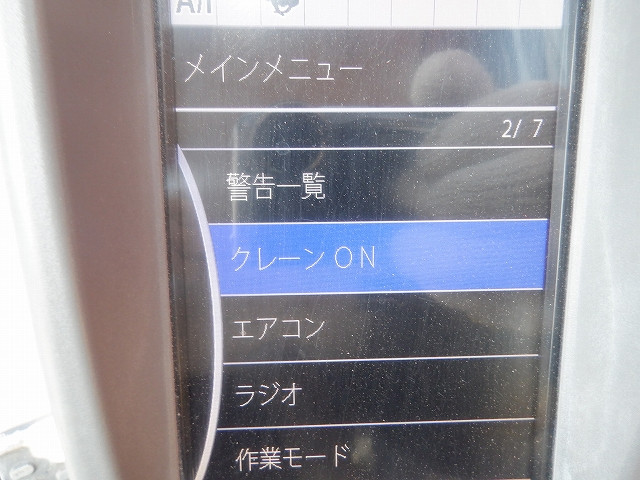 A/I
メインメニュー
2/ 7
警告一覧
クレーン ON
エアコン
ラジオ
作業モード